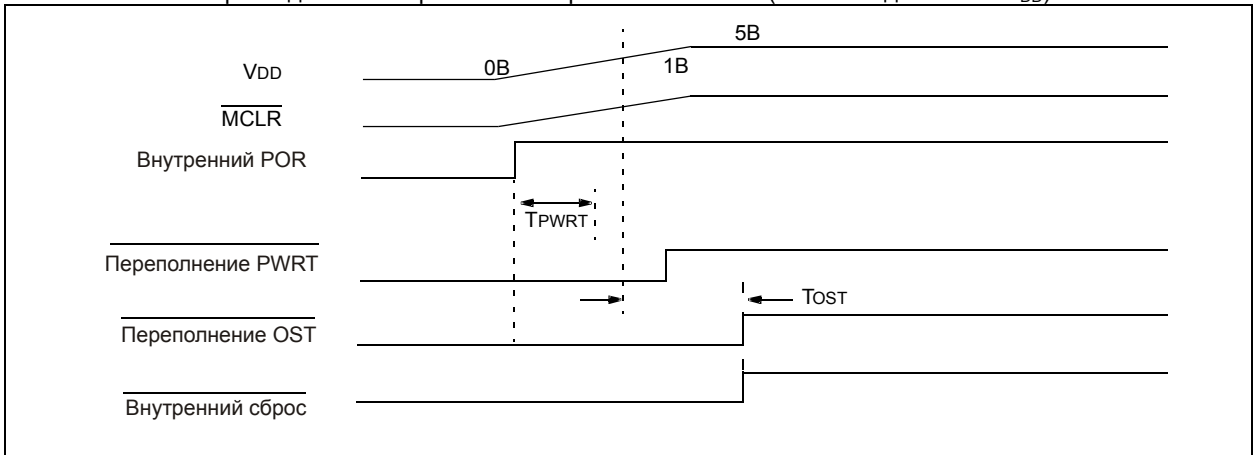 5В
VDD
0В
1В
MCLR
Внутренний POR
TPWRT
Переполнение PWRT
TOST
Переполнение OST
Внутренний сброс